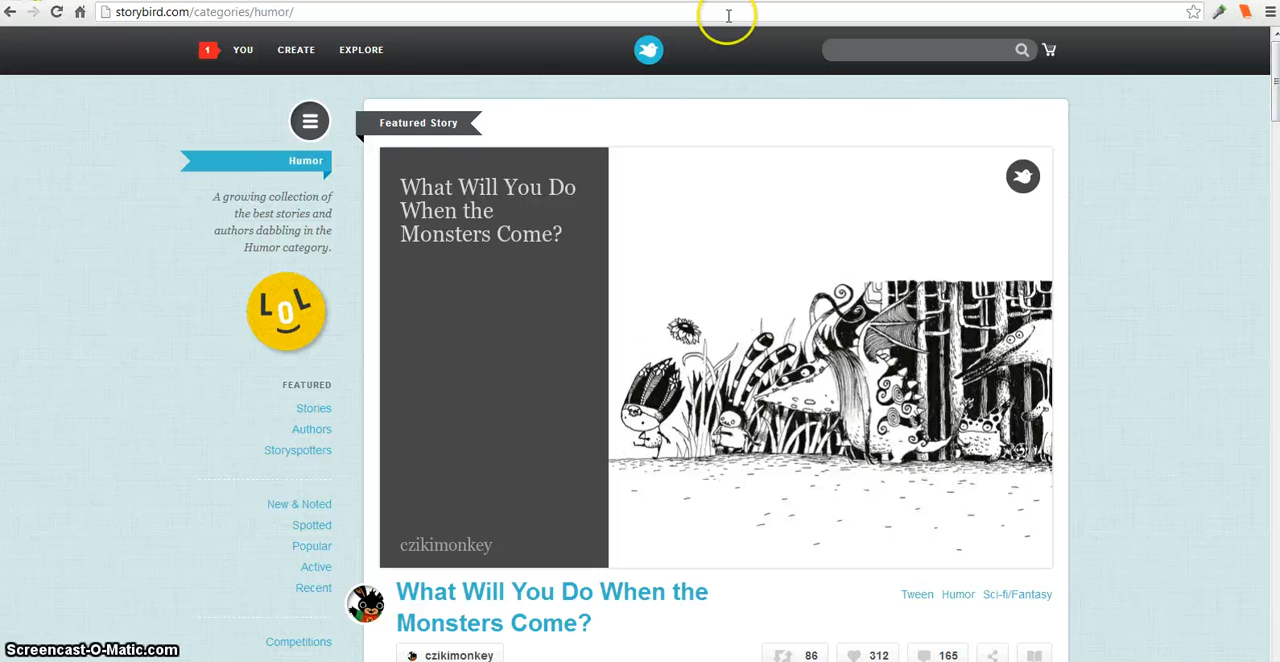 storybird.com/categories/humor/
1 YOU CREATE EXPLORE
Featured Story
Humor
A growing collection of
the best stories and
authors dabbling in the
Humor category.
LOL
FEATURED
Stories
Authors
Storyspotters
New & Noted
Spotted
Popular
Active
Recent
Competitions
What Will You Do
When the
Monsters Come?
czikimonkey
What Will You Do When the
Monsters Come?
Tween Humor Sci-fi/Fantasy
czikimonkey
86 312 165
Screencast-O-Matic.com